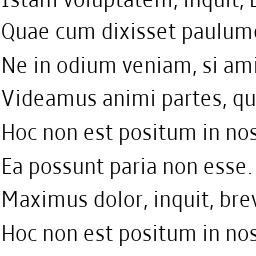 Istam voluptatem, inquit,
Quae cum dixisset paulum
Ne in odium veniam, si ami
Videamus animi partes, qu
Hoc non est positum in nos
Ea possunt paria non esse.
Maximus dolor, inquit, brev
Hoc non est positum in nos